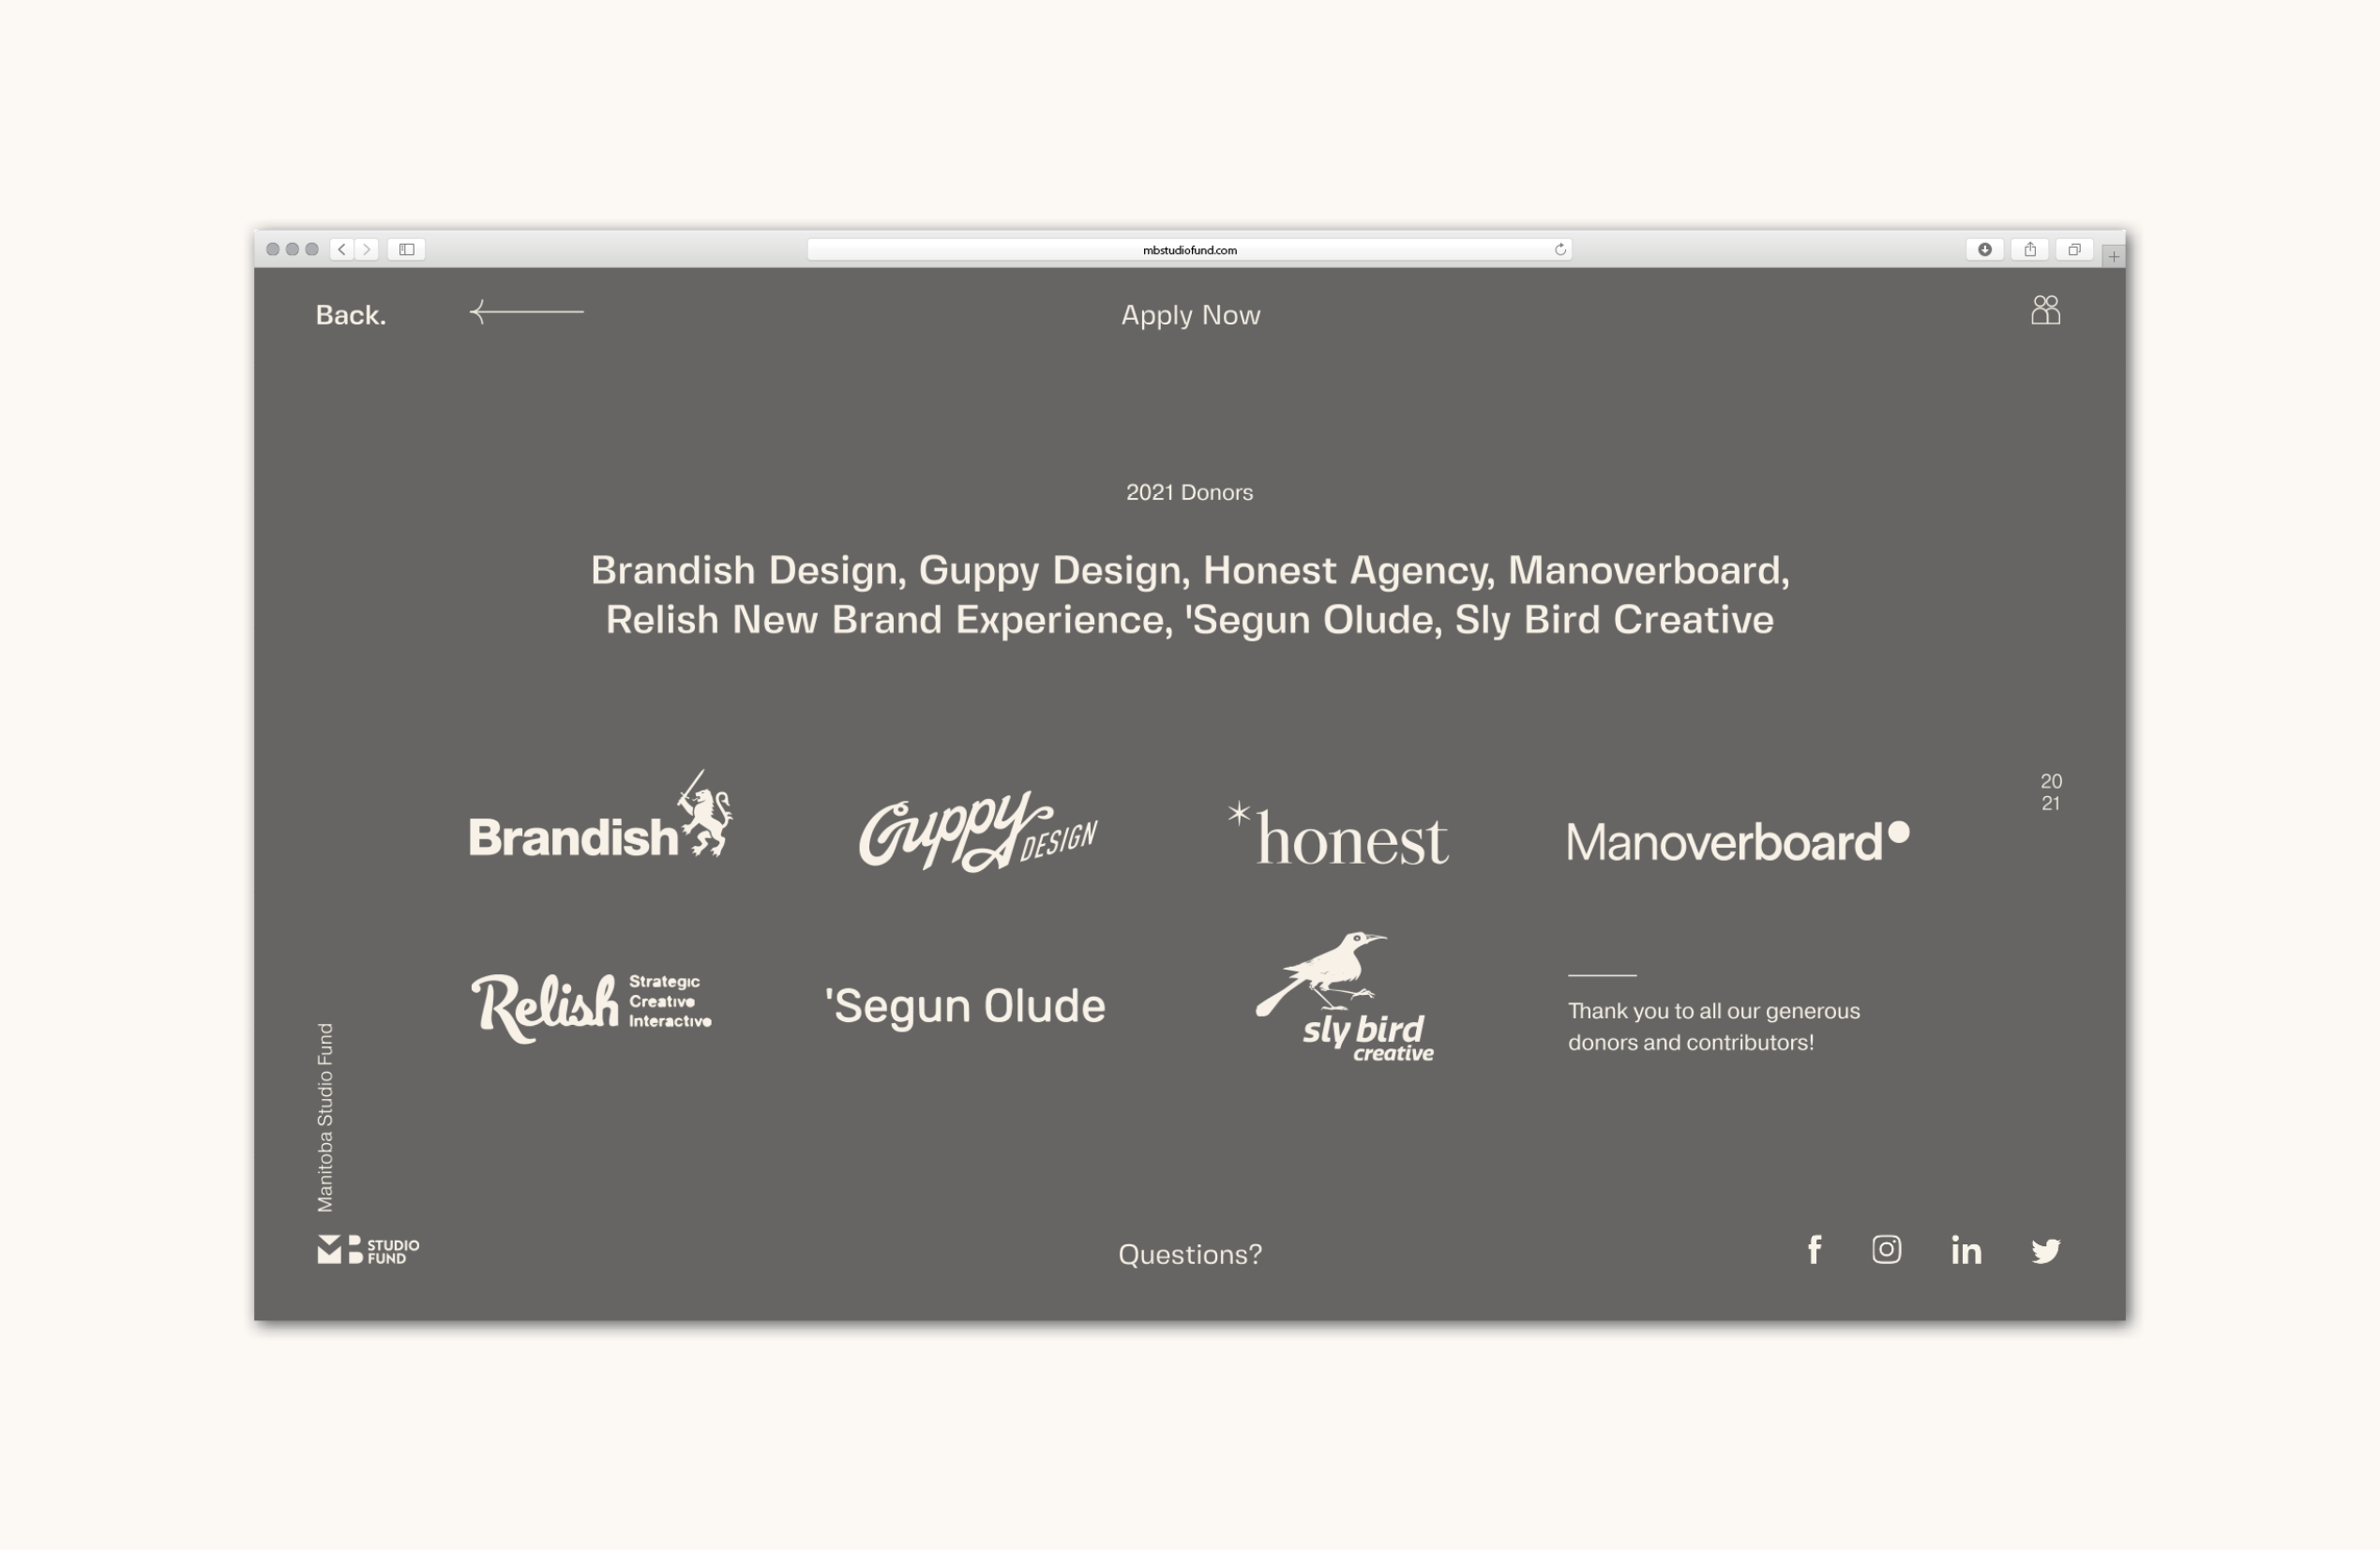 mbstudiofund.com
Back.
Apply Now
2021 Donors
Brandish Design, Guppy Design, Honest Agency, Manoverboard,
Relish New Brand Experience, 'Segun Olude, Sly Bird Creative
20
21
Brandish
Guppy DESIGN
*honest
Manoverboard
Relish
Strategic
Creative
Interactive
'Segun Olude
sly bird
creative
Thank you to all our generous
donors and contributors!
Manitoba Studio Fund
MB STUDIO
FUND
Questions?
f
in